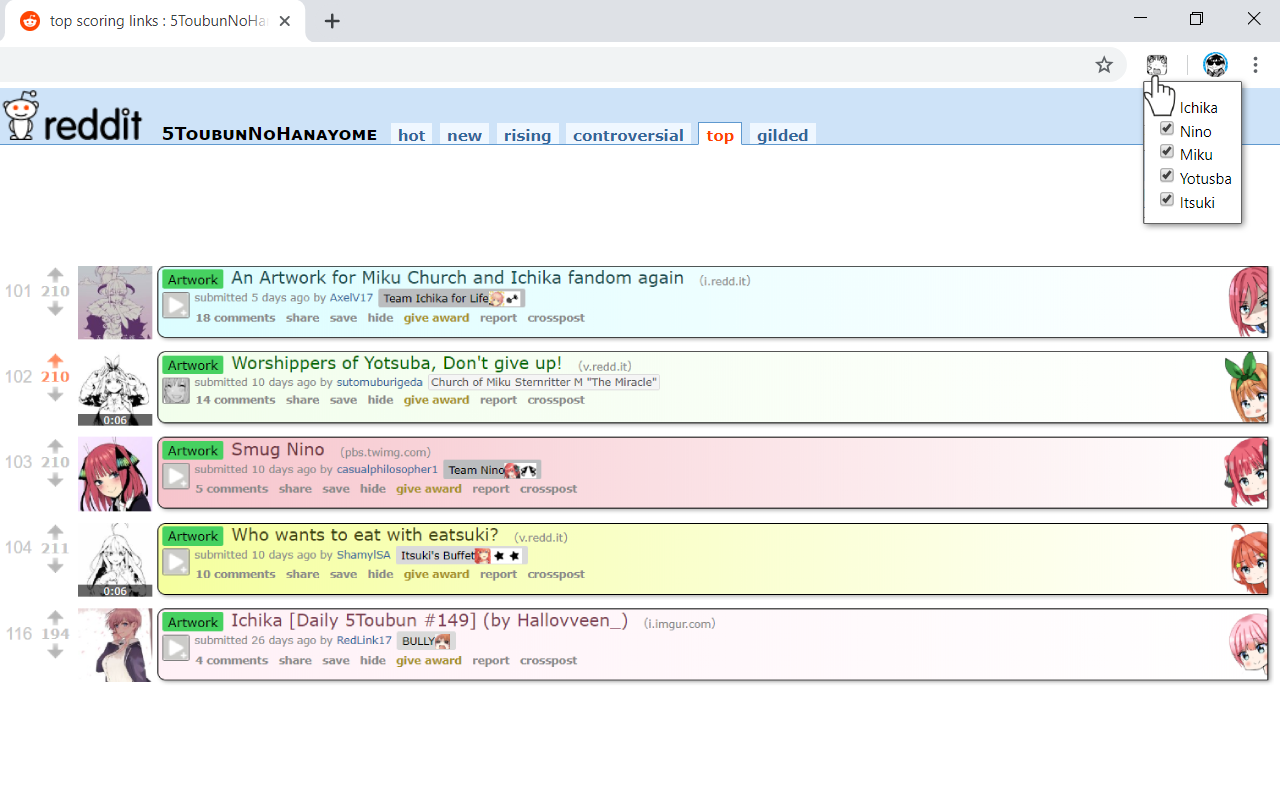 top scoring links : 5ToubunNoHa
Ichika
Nino
Miku
Yotusba
Itsuki
reddit 5ToubunNoHanayome hot new rising controversial top gilded
101 210 Artwork An Artwork for Miku Church and Ichika fandom again (i.redd.it)
submitted 5 days ago by AxelV17 Team Ichika for Life
18 comments share save hide give award report crosspost
102 210 Artwork Worshippers of Yotsuba, Don't give up! (v.redd.it)
submitted 10 days ago by sutomuburigeda Church of Miku Sternritter M "The Miracle"
14 comments share save hide give award report crosspost
0:06
103 210 Artwork Smug Nino (pbs.twimg.com)
submitted 10 days ago by casualphilosopher1 Team Nino
5 comments share save hide give award report crosspost
104 211 Artwork Who wants to eat with eatsuki? (v.redd.it)
submitted 10 days ago by ShamylSA Itsuki's Buffet
10 comments share save hide give award report crosspost
0:06
116 194 Artwork Ichika [Daily 5Toubun #149] (by Hallovveen_) (i.imgur.com)
submitted 26 days ago by RedLink17 BULLY
4 comments share save hide give award report crosspost